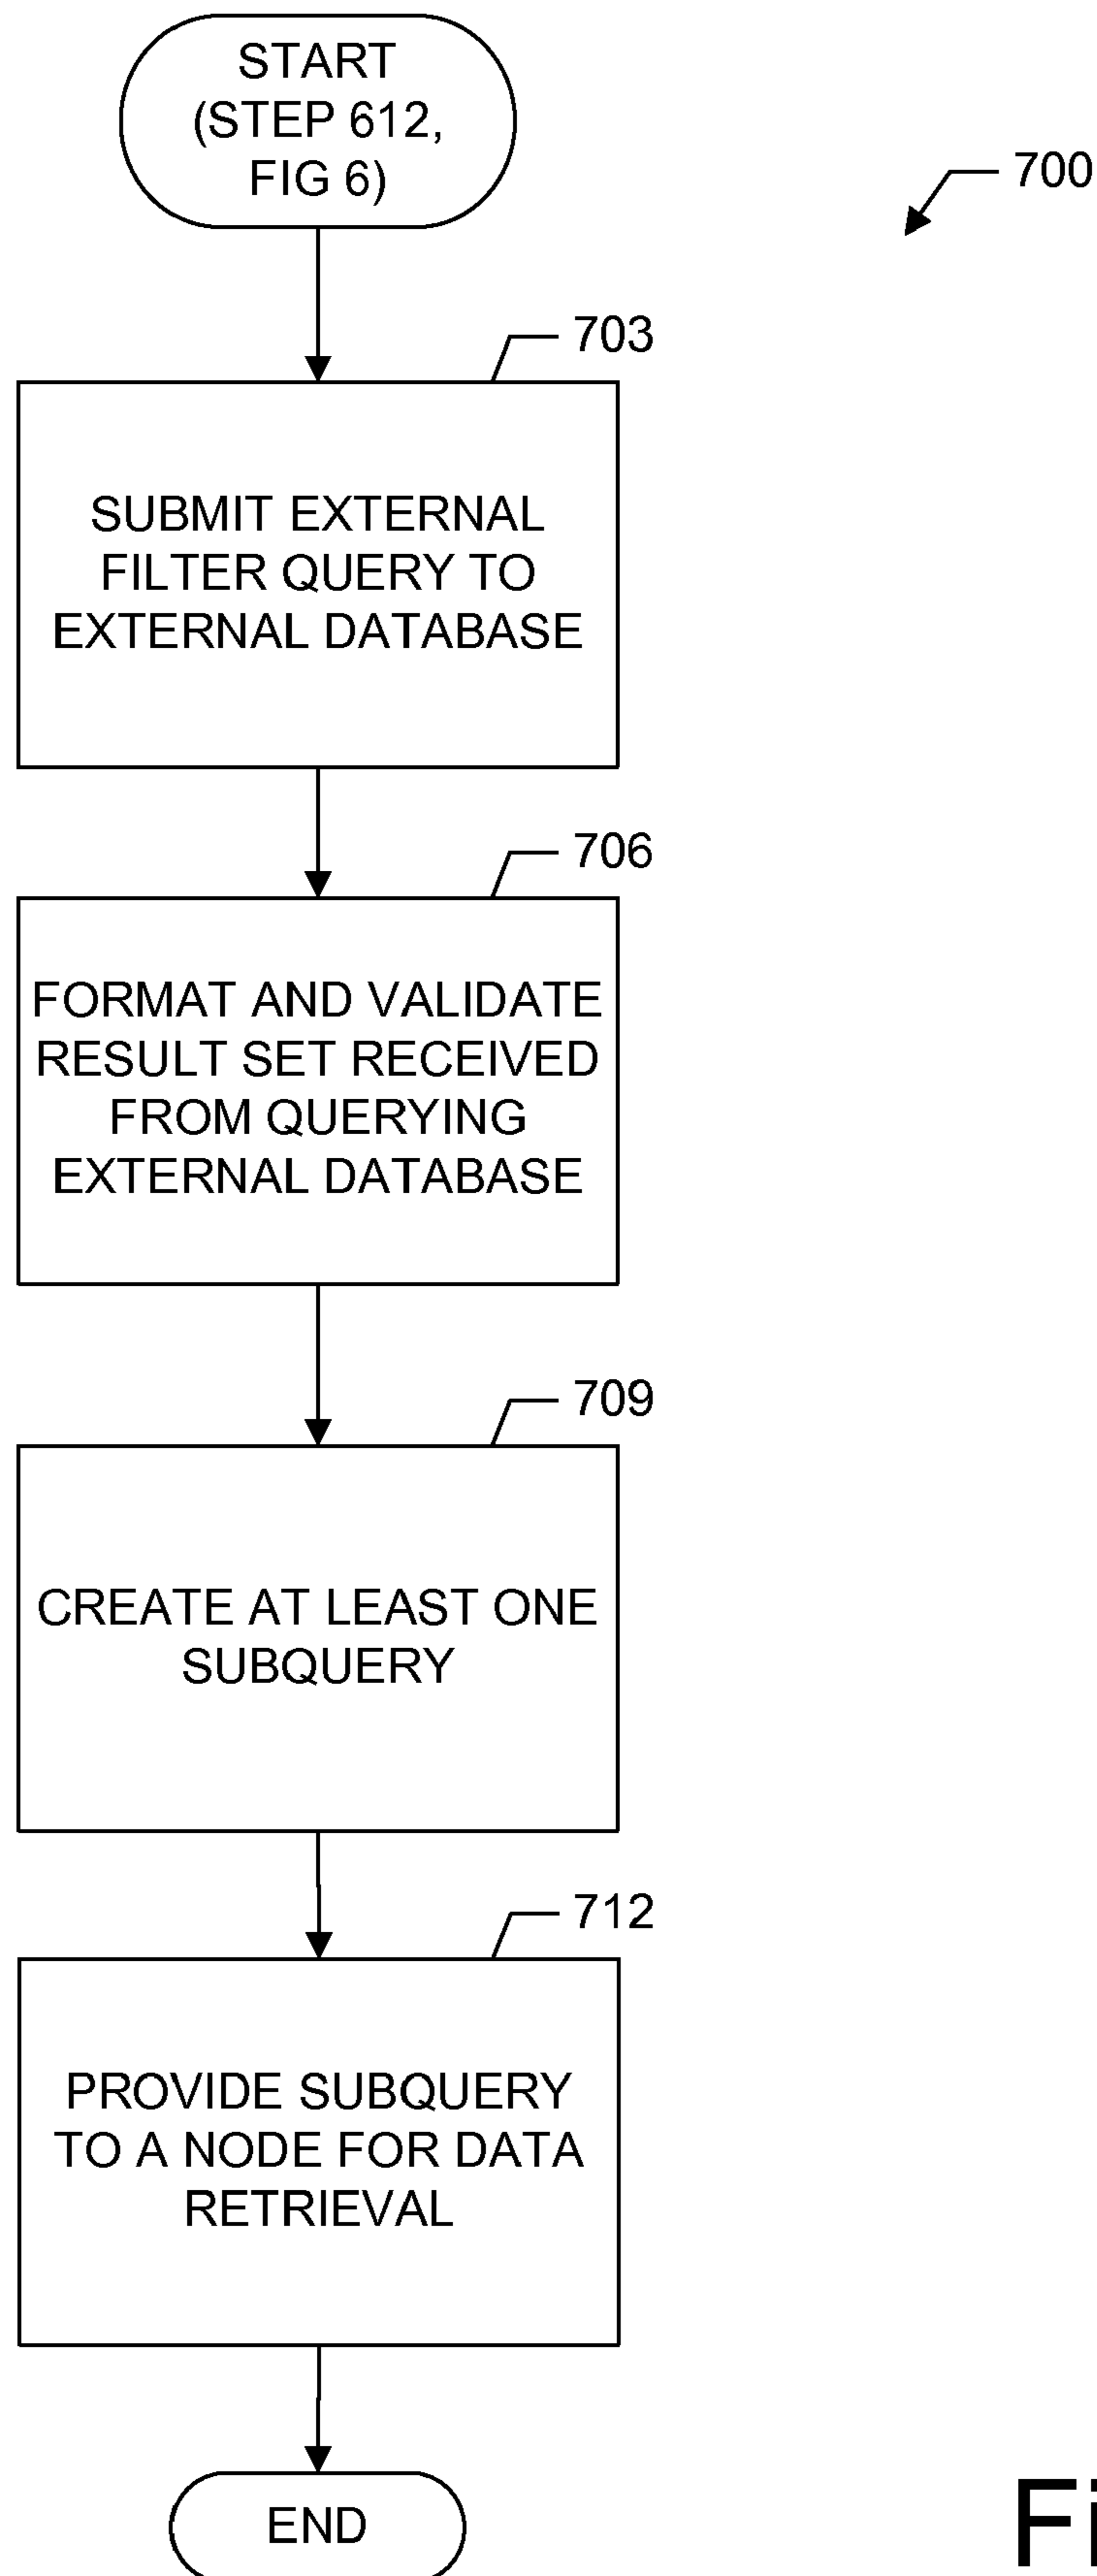 START
(STEP 612,
FIG 6)
700
703
SUBMIT EXTERNAL
FILTER QUERY TO
EXTERNAL DATABASE
706
FORMAT AND VALIDATE
RESULT SET RECEIVED
FROM QUERYING
EXTERNAL DATABASE
709
CREATE AT LEAST ONE
SUBQUERY
712
PROVIDE SUBQUERY
TO A NODE FOR DATA
RETRIEVAL
END